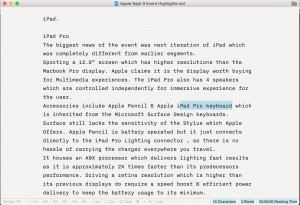 Apple Sept 9 Event Highlights.md
iPad.
iPad Pro
The biggest news of the event was next iteration of iPad which
was completely different from earlier segments.
Sporting a 12.9" screen which has higher resolutions than the
Macbook Pro display. Apple claims it the display worth buying
for Multimedia experiences. The iPad Pro also has 4 speakers
which are controlled independently for immersive experience for
the user.
Accessories include Apple Pencil & Apple iPad Pro keyboard which
is inherited from the Microsoft Surface Design keyboards.
Surface still lacks the sensitivity of the Stylus which Apple
Offers. Apple Pencil is battery operated but it just connects
directly to the iPad Pro Lighting connector , so there is no
hassle of carrying the charger everywhere you travel.
It houses an A9X processor which delivers lighting fast results
as it is approximately 2X times faster than its predecessors
performance. Driving a retina resolution which is higher than
its previous displays do require a speed boost & efficient power
delivery to keep the battery usage to its minimum.
16 Characters 3 Words 00:00:03 Reading Time